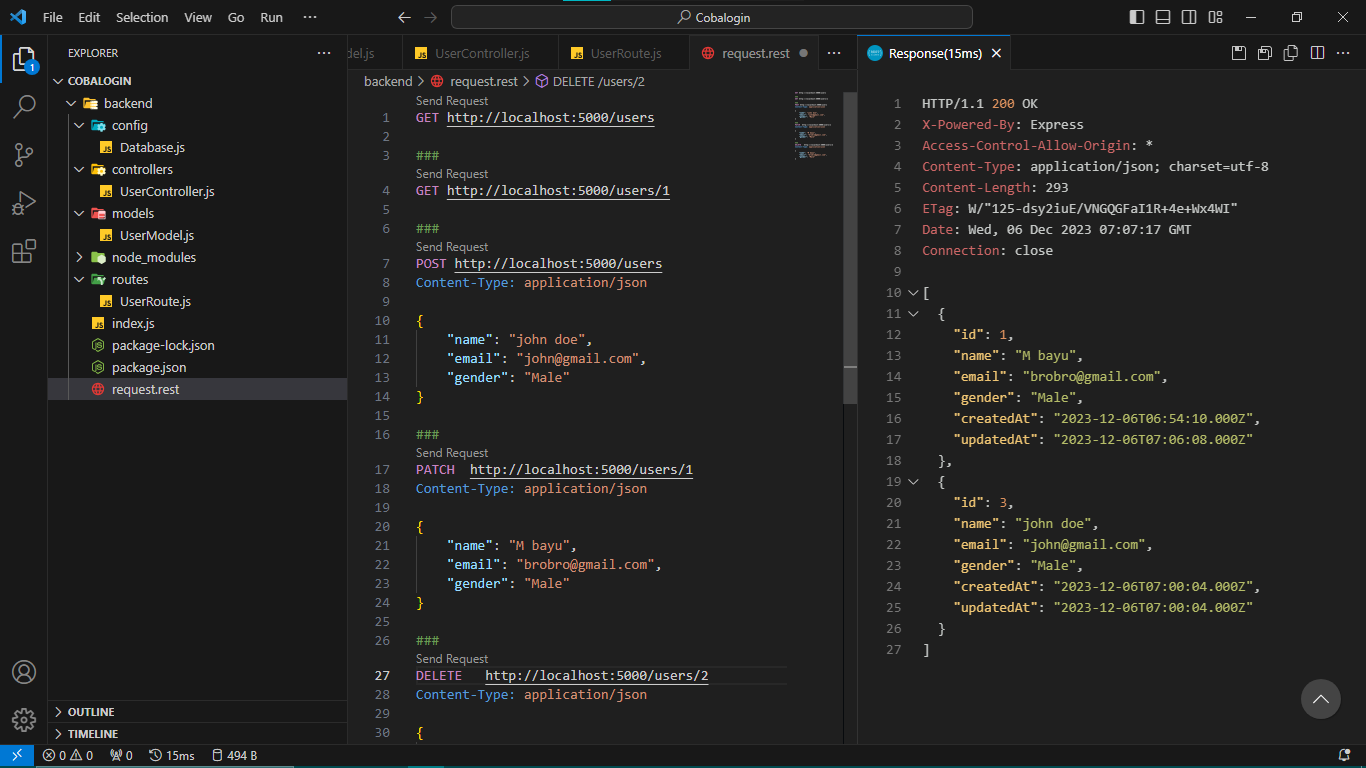 File Edit Selection View Go Run ··· Cobalogin
EXPLORER ···
COBALOGIN
backend
config
Database.js
controllers
UserController.js
models
UserModel.js
node_modules
routes
UserRoute.js
index.js
package-lock.json
package.json
request.rest
OUTLINE
TIMELINE
1
del.js UserController.js UserRoute.js request.rest ···
backend > request.rest > DELETE /users/2
Send Request
1 GET http://localhost:5000/users
2
3 ###
Send Request
4 GET http://localhost:5000/users/1
5
6 ###
Send Request
7 POST http://localhost:5000/users
8 Content-Type: application/json
9
10 {
11 "name": "john doe",
12 "email": "john@gmail.com",
13 "gender": "Male"
14 }
15
16 ###
Send Request
17 PATCH http://localhost:5000/users/1
18 Content-Type: application/json
19
20 {
21 "name": "M bayu",
22 "email": "brobro@gmail.com",
23 "gender": "Male"
24 }
25
26 ###
Send Request
27 DELETE http://localhost:5000/users/2
28 Content-Type: application/json
29
30 {
Response(15ms) ···
1 HTTP/1.1 200 OK
2 X-Powered-By: Express
3 Access-Control-Allow-Origin: *
4 Content-Type: application/json; charset=utf-8
5 Content-Length: 293
6 ETag: W/"125-dsy2iuE/VNGQGFaI1R+4e+Wx4WI"
7 Date: Wed, 06 Dec 2023 07:07:17 GMT
8 Connection: close
9
10 [
11 {
12 "id": 1,
13 "name": "M bayu",
14 "email": "brobro@gmail.com",
15 "gender": "Male",
16 "createdAt": "2023-12-06T06:54:10.000Z",
17 "updatedAt": "2023-12-06T07:06:08.000Z"
18 },
19 {
20 "id": 3,
21 "name": "john doe",
22 "email": "john@gmail.com",
23 "gender": "Male",
24 "createdAt": "2023-12-06T07:00:04.000Z",
25 "updatedAt": "2023-12-06T07:00:04.000Z"
26 }
27 ]
0 0 0 15ms 494 B